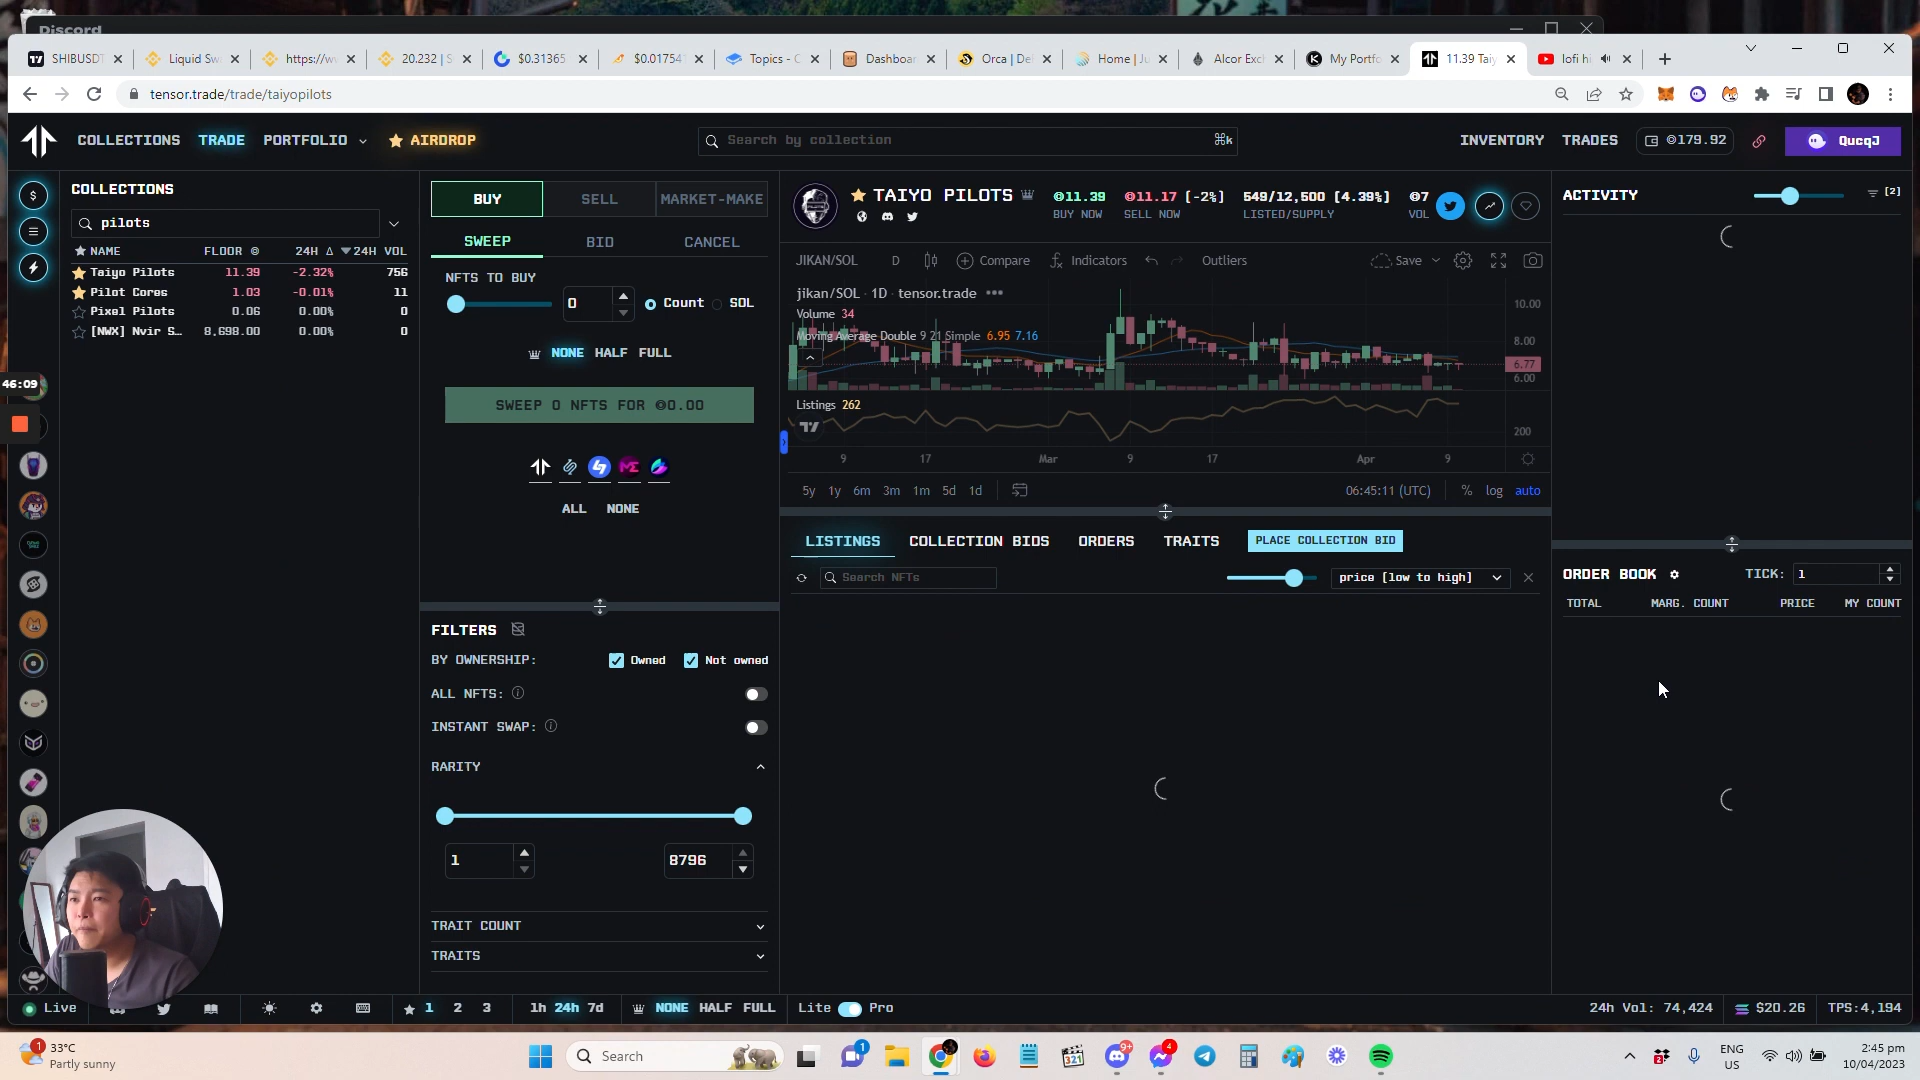 Discord
SHIBUSDT
Liquid Sw
https://w
20.232 | S
$0.31365
$0.01754
Topics - C
Dashboar
Orca | De
Home | Ju
Alcor Exc
My Portfo
11.39 Taiy
lofi hi
tensor.trade/trade/taiyopilots
COLLECTIONS
TRADE
PORTFOLIO
AIRDROP
Search by collection
⌘k
INVENTORY
TRADES
◎179.92
QucqJ
COLLECTIONS
pilots
NAME FLOOR ◎ 24H Δ 24H VOL
Taiyo Pilots 11.39 -2.32% 756
Pilot Cores 1.03 -0.01% 11
Pixel Pilots 0.06 0.00% 0
[NWX] Nvir S… 8,698.00 0.00% 0
46:09
BUY
SELL
MARKET-MAKE
SWEEP
BID
CANCEL
NFTS TO BUY
0
Count
SOL
NONE HALF FULL
SWEEP 0 NFTS FOR ◎0.00
ALL NONE
FILTERS
BY OWNERSHIP:
Owned
Not owned
ALL NFTS:
INSTANT SWAP:
RARITY
1
8796
TRAIT COUNT
TRAITS
TAIYO PILOTS
◎11.39
BUY NOW
◎11.17 [-2%]
SELL NOW
549/12,500 [4.39%]
LISTED/SUPPLY
◎7
VOL
JIKAN/SOL
D
Compare
Indicators
Outliers
Save
jikan/SOL · 1D · tensor.trade
Volume 34
Moving Average Double 9 21 Simple 6.95 7.16
10.00
8.00
6.77
6.00
Listings 262
200
9
17
Mar
9
17
Apr
9
5y 1y 6m 3m 1m 5d 1d
06:45:11 (UTC)
%
log
auto
LISTINGS
COLLECTION BIDS
ORDERS
TRAITS
PLACE COLLECTION BID
Search NFTs
price [low to high]
ACTIVITY
[2]
ORDER BOOK
TICK:
1
TOTAL MARG. COUNT PRICE MY COUNT
Live
1 2 3
1h 24h 7d
NONE HALF FULL
Lite
Pro
24h Vol: 74,424
$20.26
TPS:4,194
1
33°C
Partly sunny
Search
1
321
9+
4
2
ENG
US
2:45 pm
10/04/2023